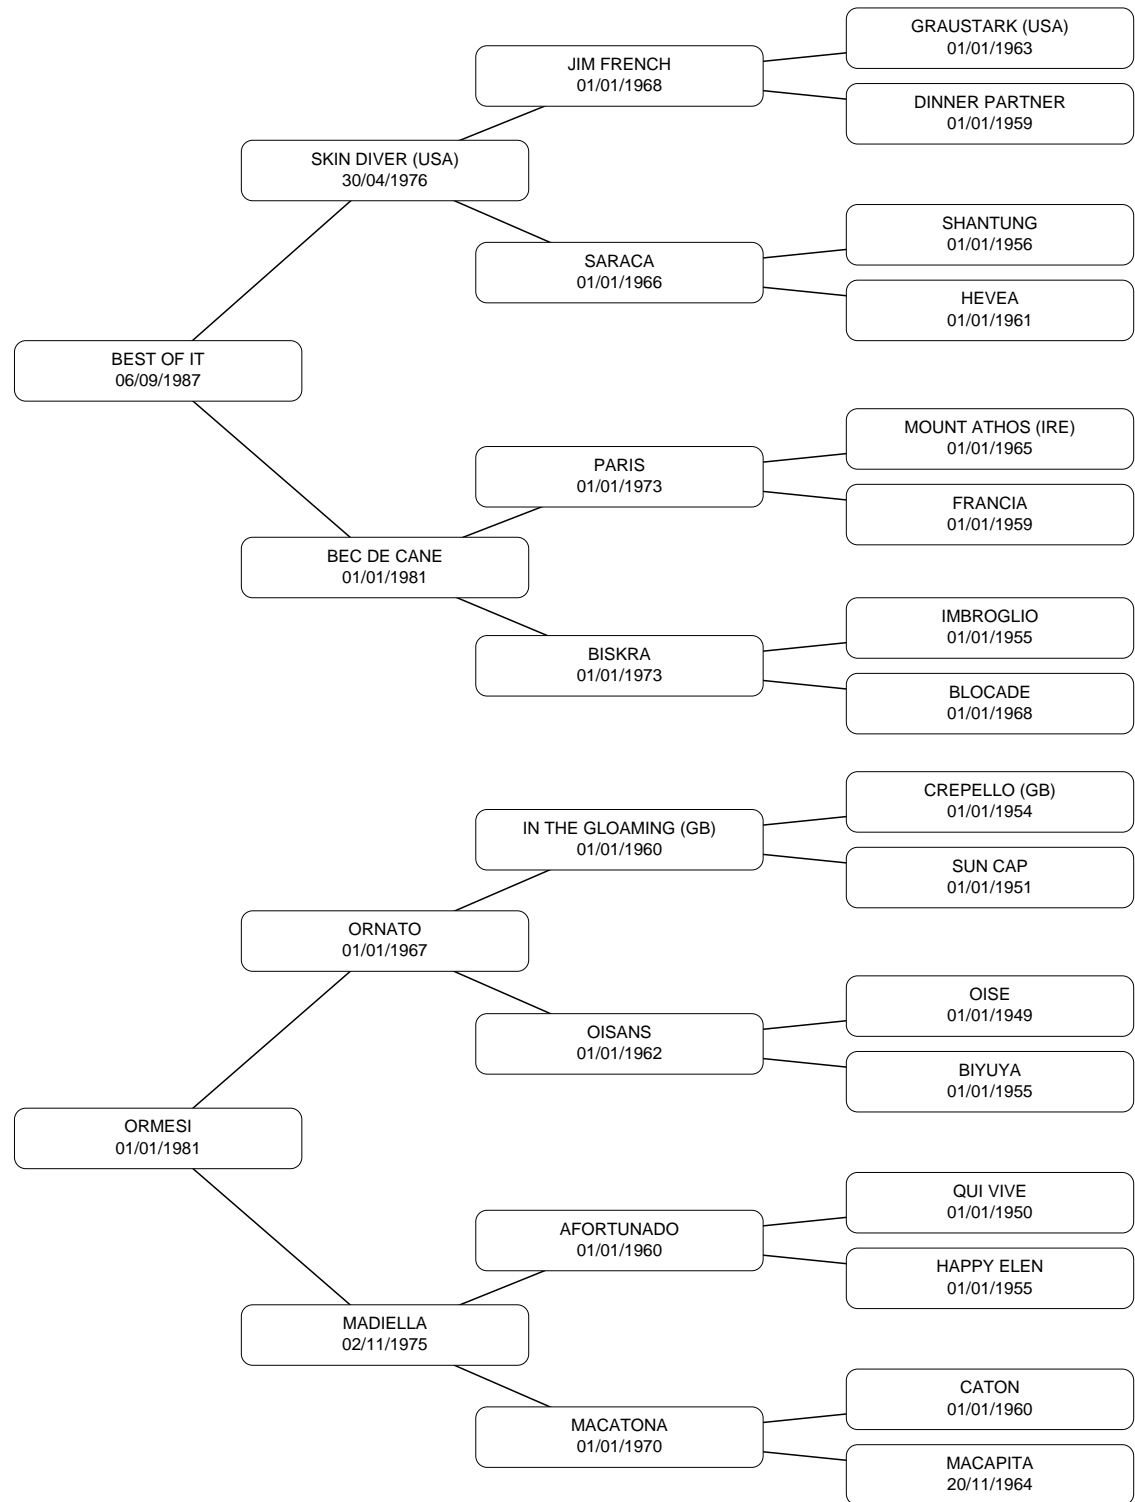 GRAUSTARK (USA)
01/01/1963
JIM FRENCH
01/01/1968
DINNER PARTNER
01/01/1959
SKIN DIVER (USA)
30/04/1976
SHANTUNG
01/01/1956
SARACA
01/01/1966
HEVEA
01/01/1961
BEST OF IT
06/09/1987
MOUNT ATHOS (IRE)
01/01/1965
PARIS
01/01/1973
FRANCIA
01/01/1959
BEC DE CANE
01/01/1981
IMBROGLIO
01/01/1955
BISKRA
01/01/1973
BLOCADE
01/01/1968
CREPELLO (GB)
01/01/1954
IN THE GLOAMING (GB)
01/01/1960
SUN CAP
01/01/1951
ORNATO
01/01/1967
OISE
01/01/1949
OISANS
01/01/1962
BIYUYA
01/01/1955
ORMESI
01/01/1981
QUI VIVE
01/01/1950
AFORTUNADO
01/01/1960
HAPPY ELEN
01/01/1955
MADIELLA
02/11/1975
CATON
01/01/1960
MACATONA
01/01/1970
MACAPITA
20/11/1964